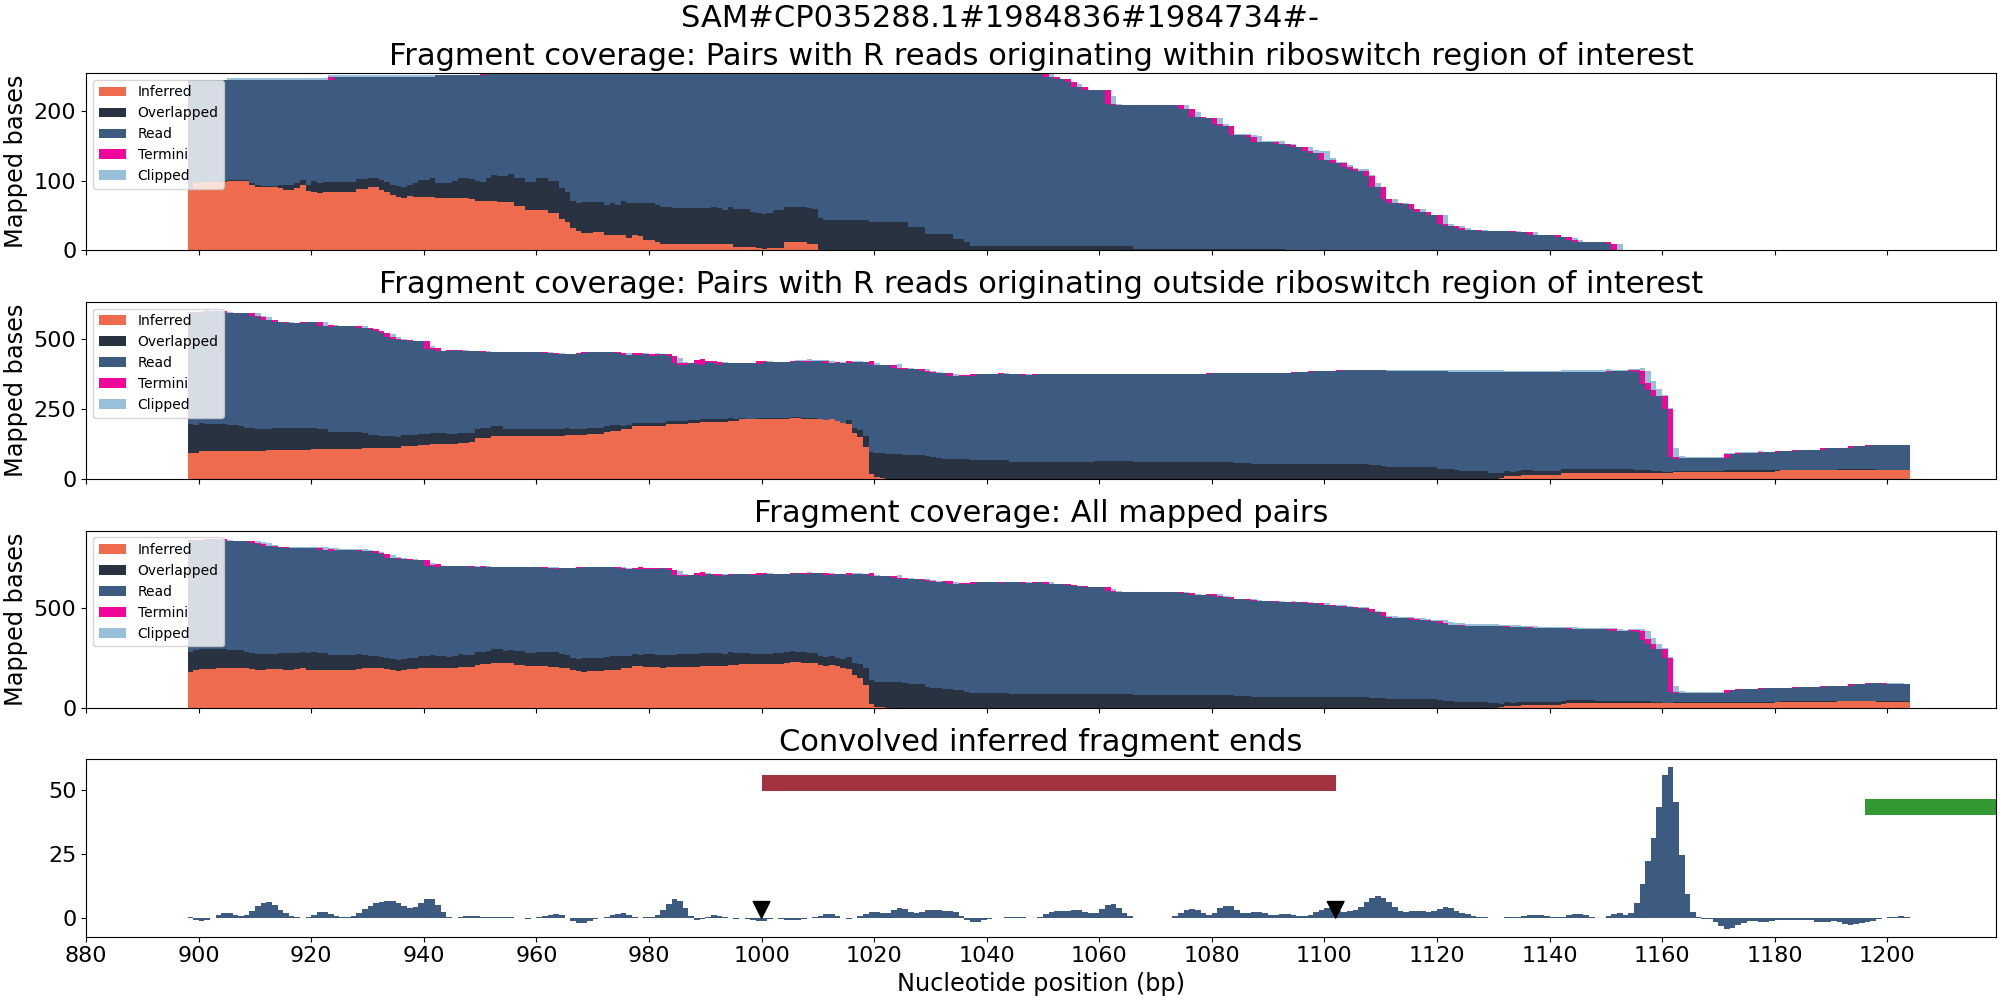 SAM#CP035288.1#1984836#1984734#-
Fragment coverage: Pairs with R reads originating within riboswitch region of interest
Mapped bases
200
100
0
Inferred
Overlapped
Read
Termini
Clipped
Fragment coverage: Pairs with R reads originating outside riboswitch region of interest
Mapped bases
500
250
0
Inferred
Overlapped
Read
Termini
Clipped
Fragment coverage: All mapped pairs
Mapped bases
500
0
Inferred
Overlapped
Read
Termini
Clipped
Convolved inferred fragment ends
50
25
0
880 900 920 940 960 980 1000 1020 1040 1060 1080 1100 1120 1140 1160 1180 1200
Nucleotide position (bp)